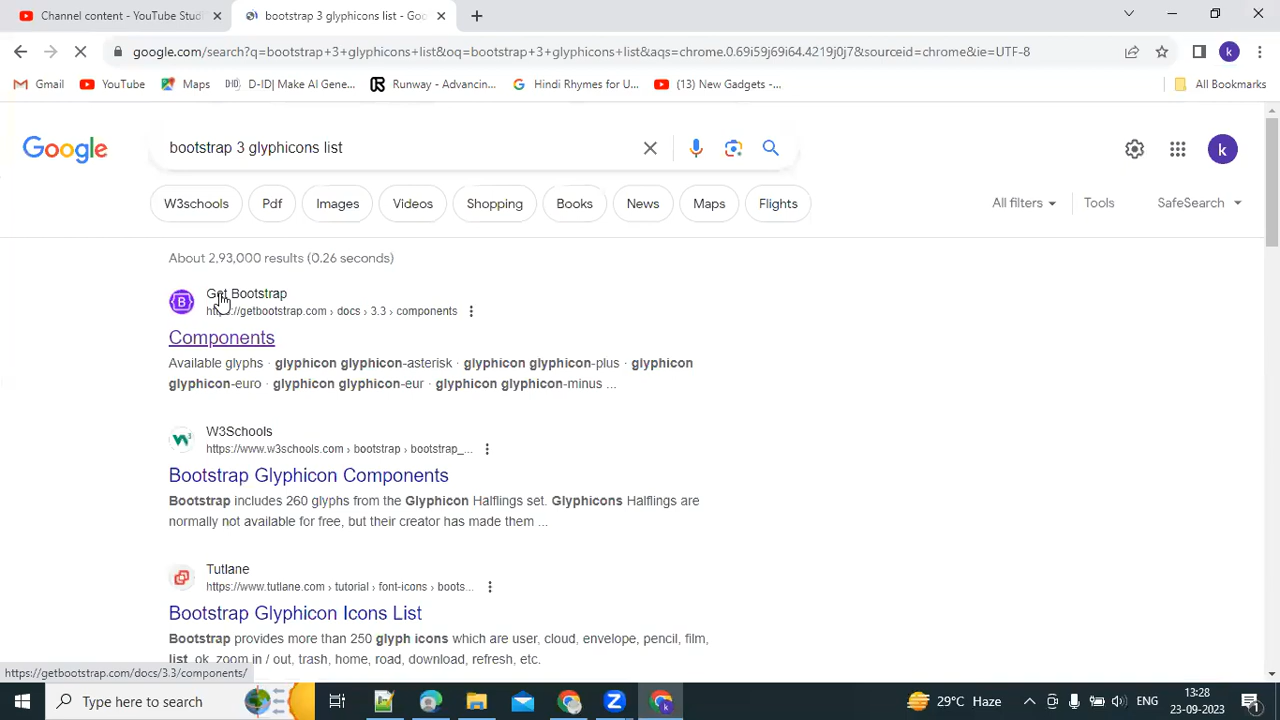 Channel content - YouTube Studi
bootstrap 3 glyphicons list - Goo
google.com/search?q=bootstrap+3+glyphicons+list&oq=bootstrap+3+glyphicons+list&aqs=chrome.0.69i59j69i64.4219j0j7&sourceid=chrome&ie=UTF-8
k
Gmail
YouTube
Maps
D-ID| Make AI Gene...
Runway - Advancin...
Hindi Rhymes for U...
(13) New Gadgets -...
All Bookmarks
Google
bootstrap 3 glyphicons list
k
W3schools
Pdf
Images
Videos
Shopping
Books
News
Maps
Flights
All filters
Tools
SafeSearch
About 2,93,000 results (0.26 seconds)
Get Bootstrap
https://getbootstrap.com › docs › 3.3 › components
Components
Available glyphs · glyphicon glyphicon-asterisk · glyphicon glyphicon-plus · glyphicon
glyphicon-euro · glyphicon glyphicon-eur · glyphicon glyphicon-minus ...
W3Schools
https://www.w3schools.com › bootstrap › bootstrap_...
Bootstrap Glyphicon Components
Bootstrap includes 260 glyphs from the Glyphicon Halflings set. Glyphicons Halflings are
normally not available for free, but their creator has made them ...
Tutlane
https://www.tutlane.com › tutorial › font-icons › boots...
Bootstrap Glyphicon Icons List
Bootstrap provides more than 250 glyph icons which are user, cloud, envelope, pencil, film,
list, ok, zoom in / out, trash, home, road, download, refresh, etc.
https://getbootstrap.com/docs/3.3/components/
Type here to search
29°C Haze
ENG
13:28
23-09-2023
1